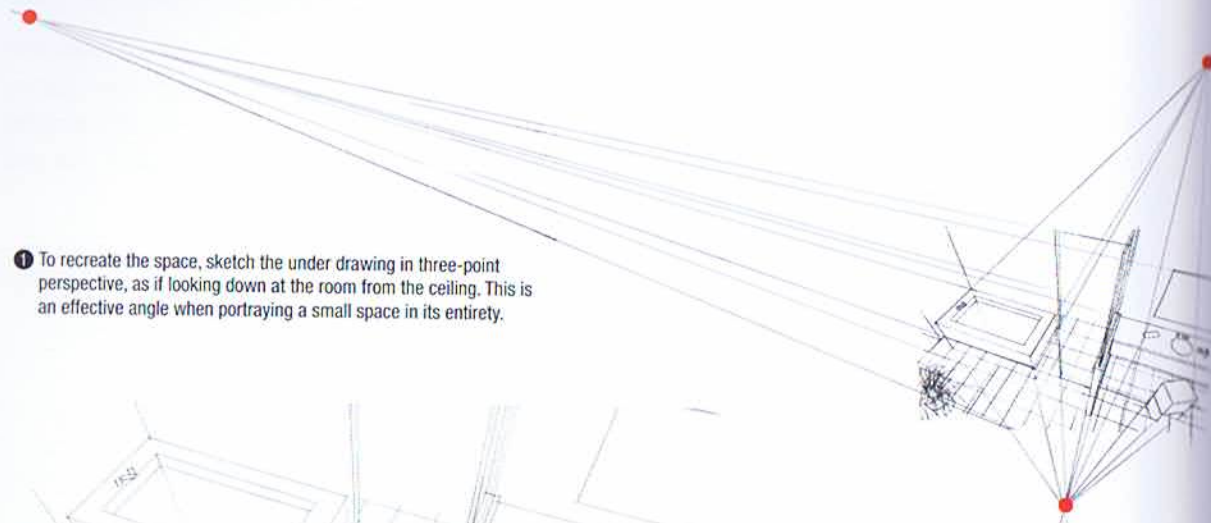 1 To recreate the space, sketch the under drawing in three-point
perspective, as if looking down at the room from the ceiling. This is
an effective angle when portraying a small space in its entirety.